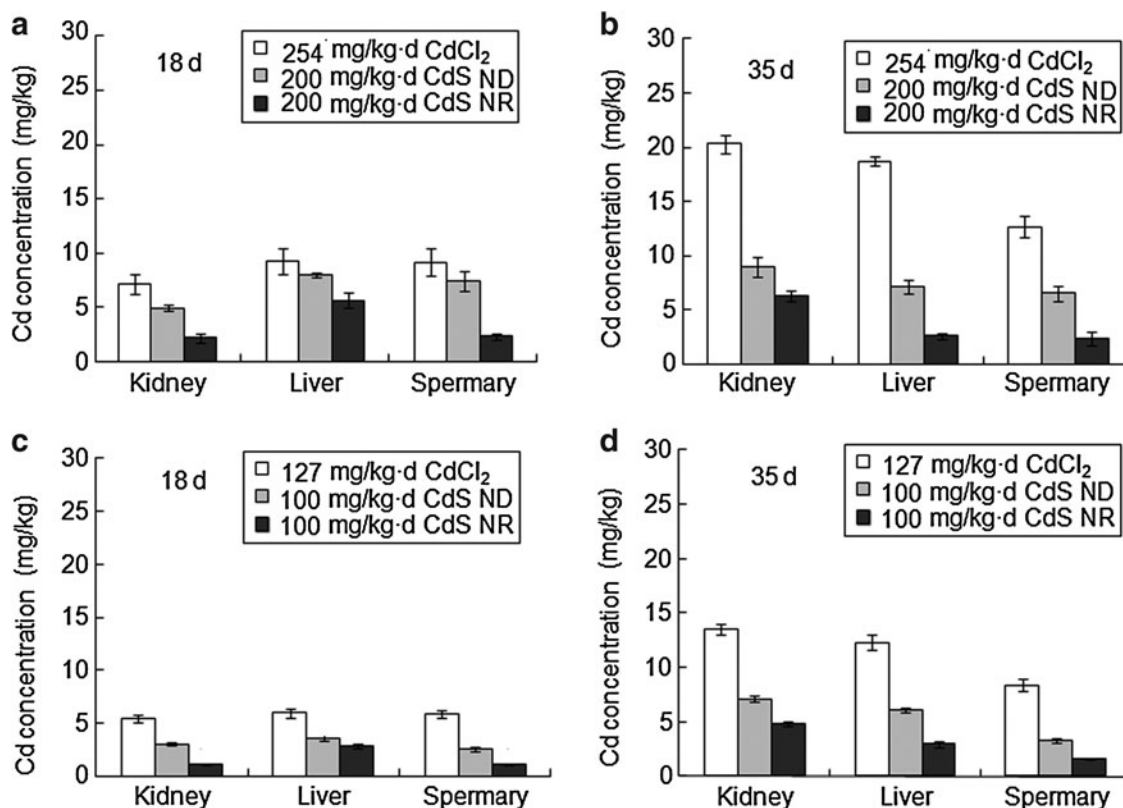 a
18 d
254 mg/kg·d CdCl₂
200 mg/kg·d CdS ND
200 mg/kg·d CdS NR
Cd concentration (mg/kg)
30
25
20
15
10
5
0
Kidney Liver Spermary
b
35 d
254 mg/kg·d CdCl₂
200 mg/kg·d CdS ND
200 mg/kg·d CdS NR
Cd concentration (mg/kg)
30
25
20
15
10
5
0
Kidney Liver Spermary
c
18 d
127 mg/kg·d CdCl₂
100 mg/kg·d CdS ND
100 mg/kg·d CdS NR
Cd concentration (mg/kg)
30
25
20
15
10
5
0
Kidney Liver Spermary
d
35 d
127 mg/kg·d CdCl₂
100 mg/kg·d CdS ND
100 mg/kg·d CdS NR
Cd concentration (mg/kg)
30
25
20
15
10
5
0
Kidney Liver Spermary